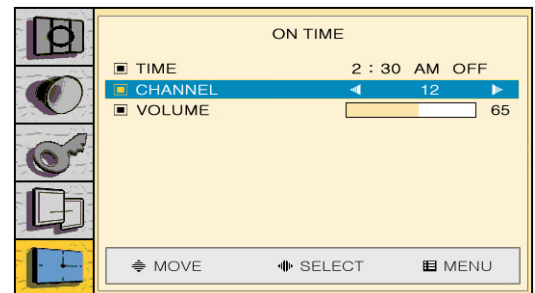 ON TIME
TIME 2 : 30 AM OFF
CHANNEL 12
VOLUME 65
MOVE SELECT MENU